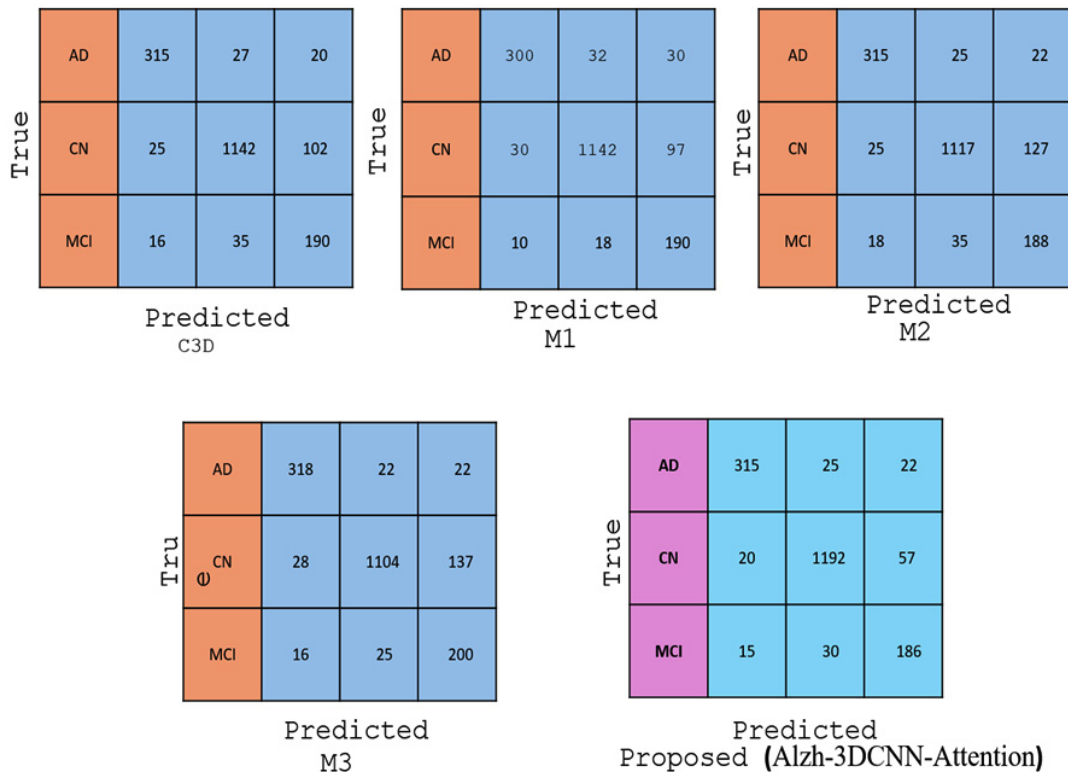 AD 315 27 20
True
CN 25 1142 102
MCI 16 35 190
Predicted
C3D
AD 300 32 30
True
CN 30 1142 97
MCI 10 18 190
Predicted
M1
AD 315 25 22
True
CN 25 1117 127
MCI 18 35 188
Predicted
M2
AD 318 22 22
True
CN 28 1104 137
MCI 16 25 200
Predicted
M3
AD 315 25 22
True
CN 20 1192 57
MCI 15 30 186
Predicted
Proposed (Alzh-3DCNN-Attention)